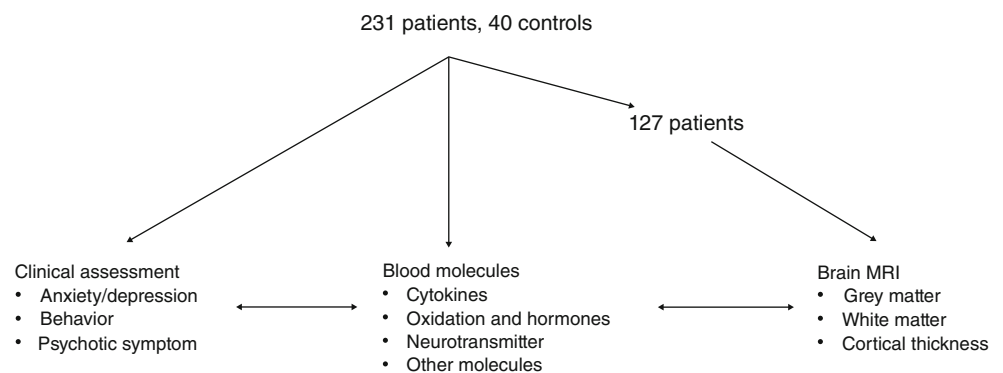 231 patients, 40 controls
127 patients
Clinical assessment
• Anxiety/depression
• Behavior
• Psychotic symptom
Blood molecules
• Cytokines
• Oxidation and hormones
• Neurotransmitter
• Other molecules
Brain MRI
• Grey matter
• White matter
• Cortical thickness